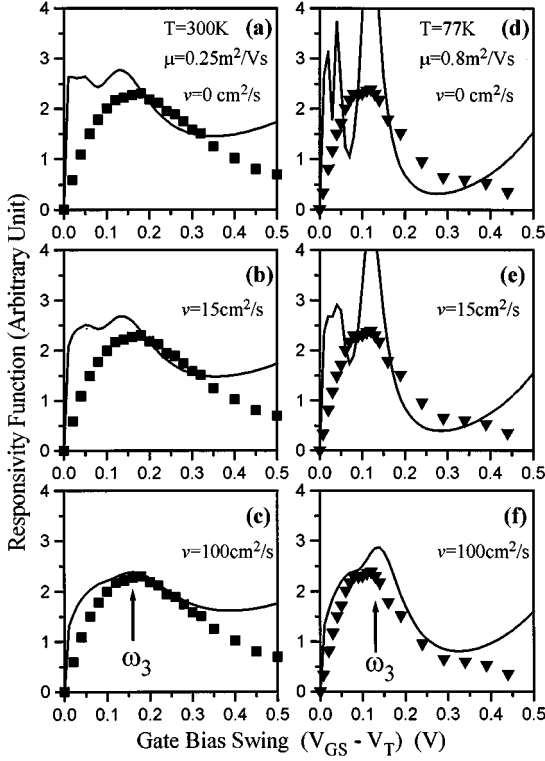 (a)
T=300K
μ=0.25m²/Vs
ν=0 cm²/s
4
3
2
1
0
0.0 0.1 0.2 0.3 0.4 0.5
(d)
T=77K
μ=0.8m²/Vs
ν=0 cm²/s
4
3
2
1
0
0.0 0.1 0.2 0.3 0.4 0.5
Responsivity Function (Arbitrary Unit)
(b)
ν=15cm²/s
4
3
2
1
0
0.0 0.1 0.2 0.3 0.4 0.5
(e)
ν=15cm²/s
4
3
2
1
0
0.0 0.1 0.2 0.3 0.4 0.5
(c)
ν=100cm²/s
ω₃
4
3
2
1
0
0.0 0.1 0.2 0.3 0.4 0.5
(f)
ν=100cm²/s
ω₃
4
3
2
1
0
0.0 0.1 0.2 0.3 0.4 0.5
Gate Bias Swing (V_GS - V_T) (V)